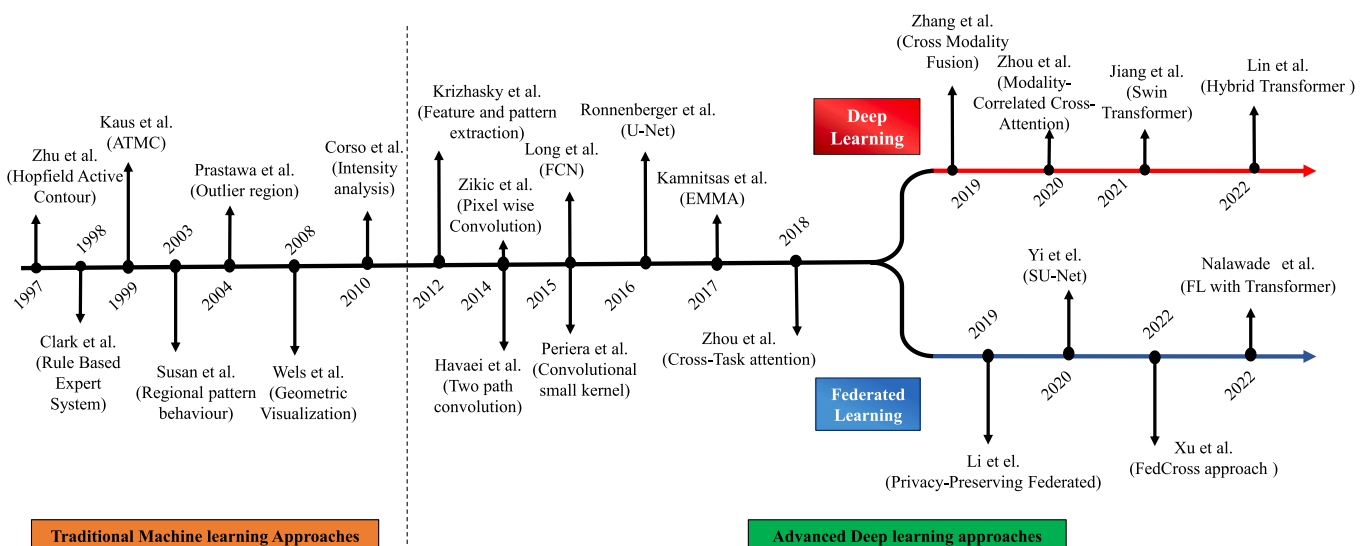 Zhu et al.
(Hopfield Active
Contour)
1997
1998
Clark et al.
(Rule Based
Expert
System)
Kaus et al.
(ATMC)
1999
2003
Susan et al.
(Regional pattern
behaviour)
Prastawa et al.
(Outlier region)
2004
2008
Wels et al.
(Geometric
Visualization)
Corso et al.
(Intensity
analysis)
2010
Krizhasky et al.
(Feature and pattern
extraction)
2012
Zikic et al.
(Pixel wise
Convolution)
2014
Havaei et al.
(Two path
convolution)
Long et al.
(FCN)
2015
Periera et al.
(Convolutional
small kernel)
Ronnenberger et al.
(U-Net)
2016
Kamnitsas et al.
(EMMA)
2017
2018
Zhou et al.
(Cross-Task attention)
Deep
Learning
Zhang et al.
(Cross Modality
Fusion)
2019
Zhou et al.
(Modality-
Correlated Cross-
Attention)
2020
Jiang et al.
(Swin
Transformer)
2021
Lin et al.
(Hybrid Transformer )
2022
Federated
Learning
2019
Li et el.
(Privacy-Preserving Federated)
Yi et el.
(SU-Net)
2020
2022
Xu et al.
(FedCross approach )
Nalawade et al.
(FL with Transformer)
2022
Traditional Machine learning Approaches
Advanced Deep learning approaches